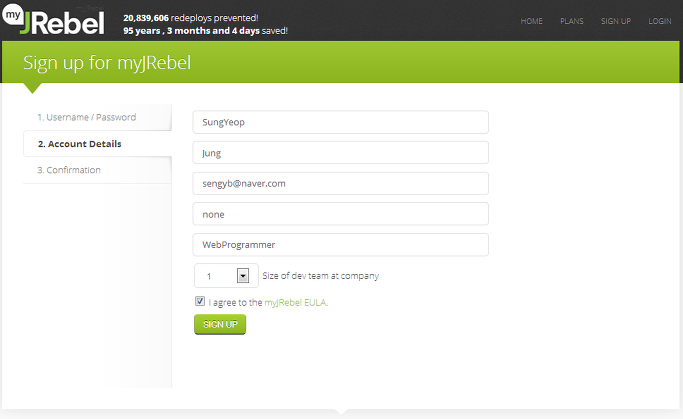 my
JRebel
20,839,606 redeploys prevented!
95 years , 3 months and 4 days saved!
HOME PLANS SIGN UP LOGIN
Sign up for myJRebel
1. Username / Password
2. Account Details
3. Confirmation
SungYeop
Jung
sengyb@naver.com
none
WebProgrammer
1 Size of dev team at company
I agree to the myJRebel EULA.
SIGN UP